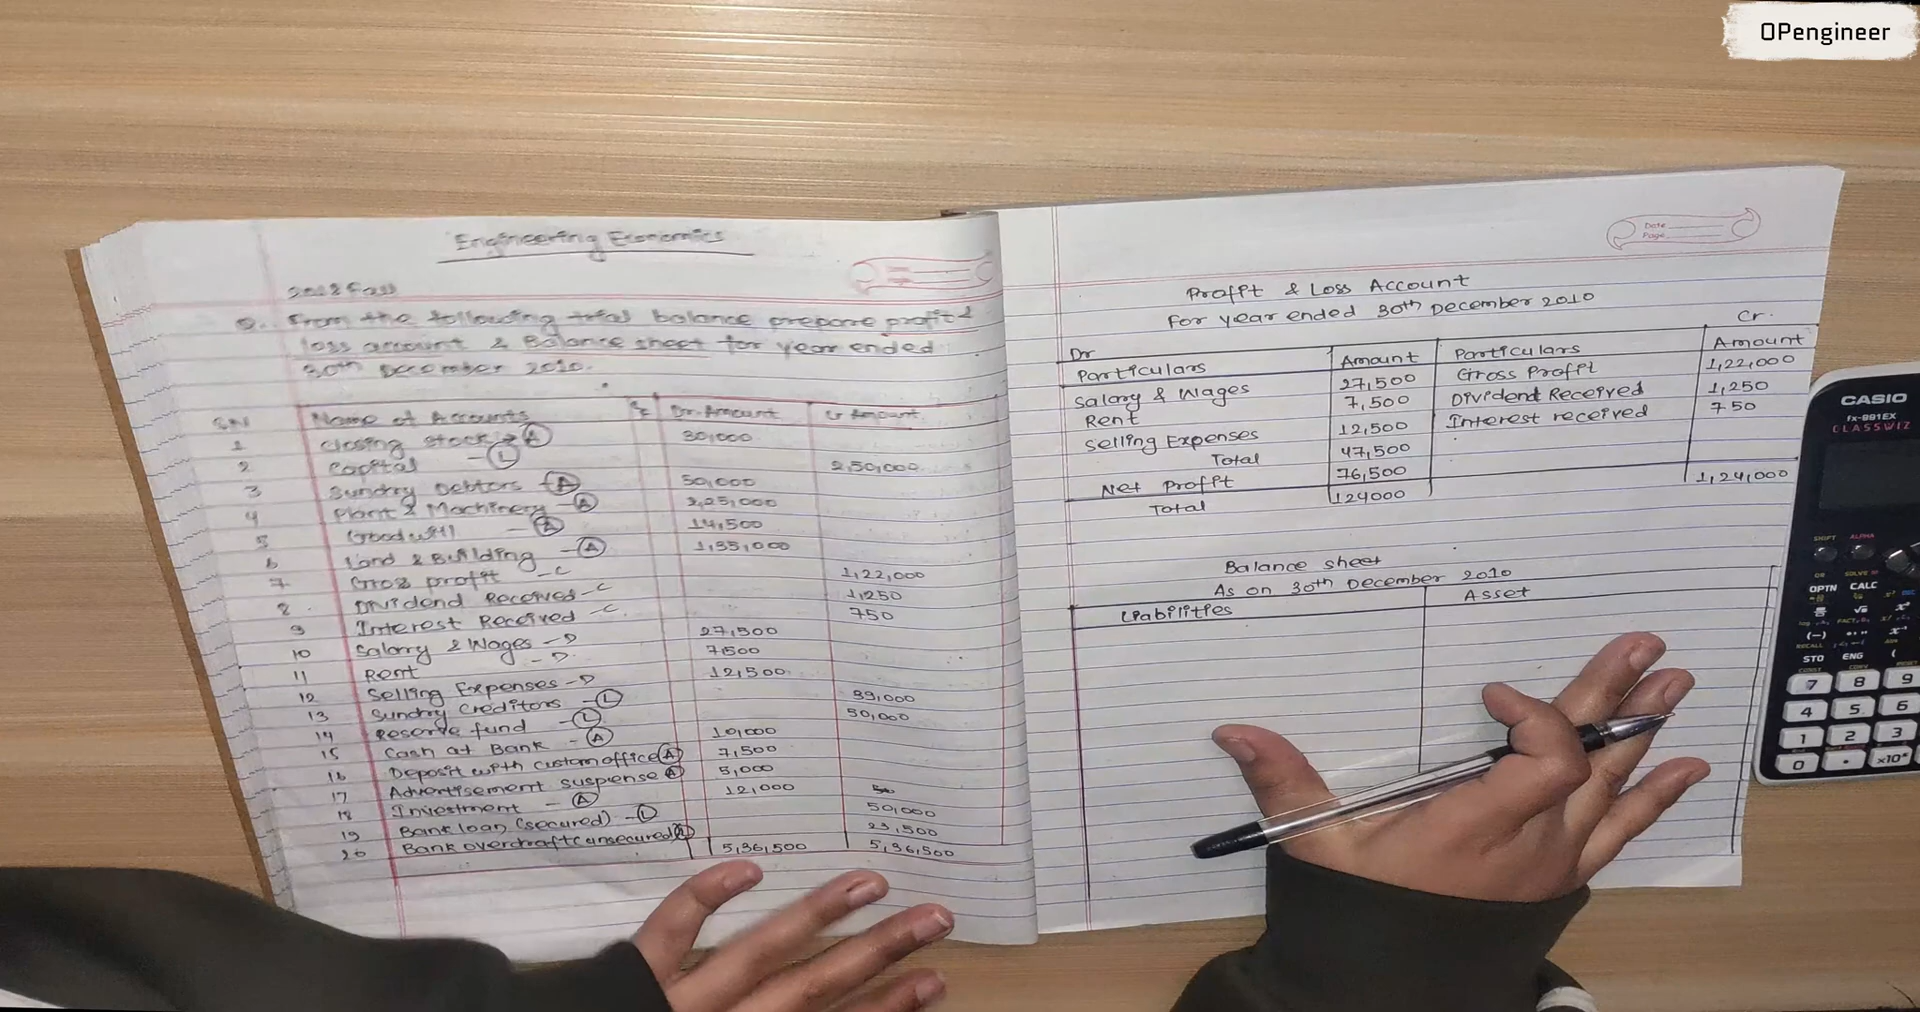 OPengineer
Engineering Economics
2018 Fall
Q. From the following trial balance prepare profit &
loss account & Balance sheet for year ended
30th December 2010.
S.N Name of Accounts Dr. Amount Cr Amount
1 Closing stock → A 30,000
2 Capital - L 2,50,000
3 Sundry Debtors - A 50,000
4 Plant & Machinery - A 2,25,000
5 Goodwill - A 14,500
6 Land & Building - A 1,35,000
7 Gross profit - C 1,22,000
8. Dividend Received - C 1,250
9 Interest Received - C. 750
10 Salary & Wages - D 27,500
11 Rent - D. 7,500
12 Selling Expenses - D 12,500.
13 Sundry Creditors - L 39,000
14 Reserve fund - L 50,000
15 Cash at Bank - A 10,000
16 Deposit with custom office A 7,500
17 Advertisement suspense A 5,000
18 Investment - A 12,000
19 Bank loan (secured) - L 50,000
20 Bank overdraft (unsecured) L 23,500
5,36,500 5,36,500
Date
Page
Profit & Loss Account
For year ended 30th December 2010
Dr Cr.
Particulars Amount Particulars Amount
Salary & Wages 27,500 Gross Profit 1,22,000
Rent 7,500 Dividend Received 1,250
Selling Expenses 12,500 Interest received 750
Total 47,500
Net Profit 76,500
Total 124000 1,24,000
Balance sheet
As on 30th December 2010
Liabilities Asset
CASIO
fx-991EX
CLASSWIZ
SHIFT ALPHA
OPTN CALC
(-)
STO ENG (
7 8 9
4 5 6
1 2 3
0 •